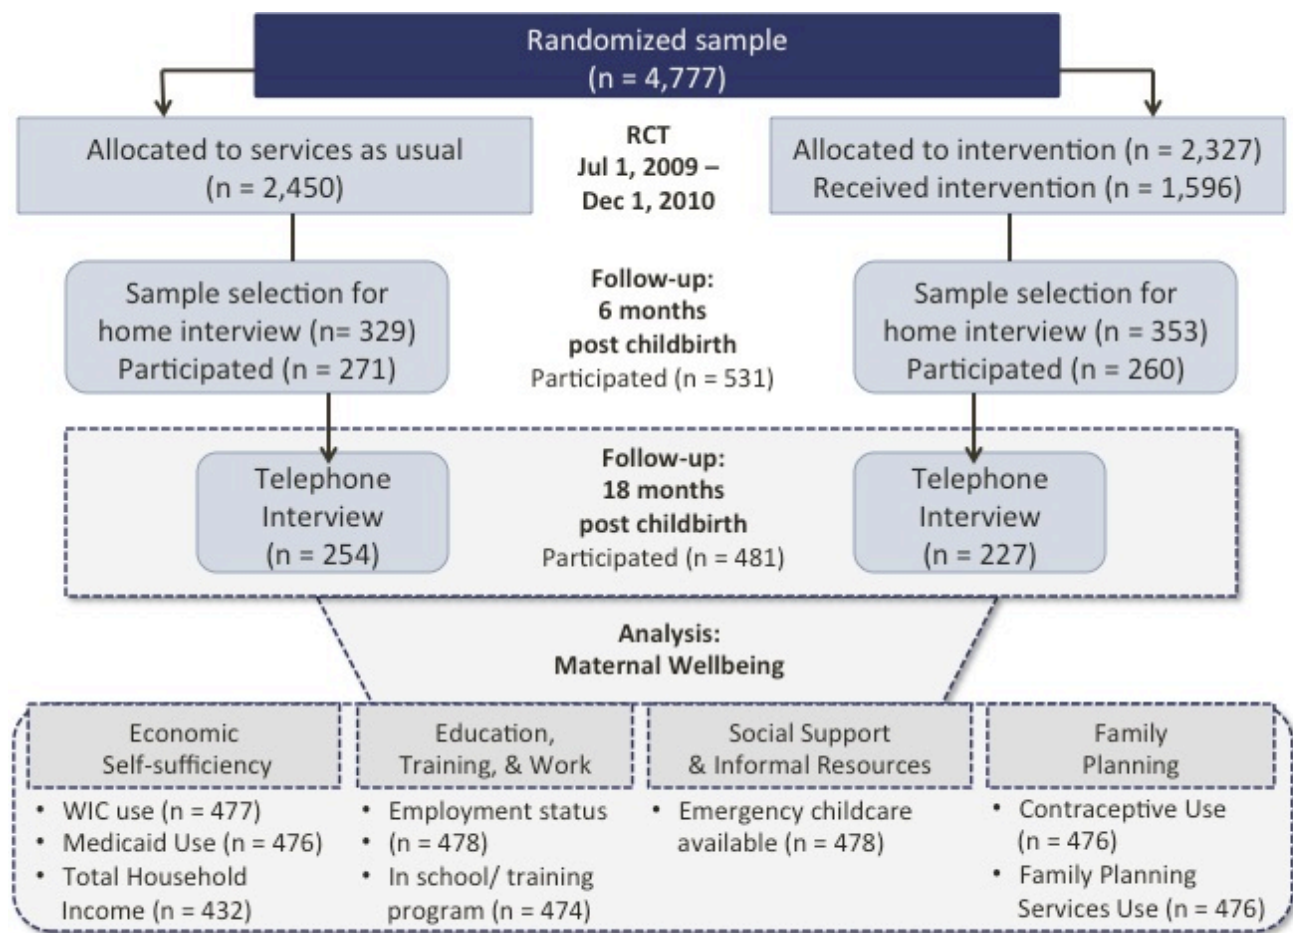 Randomized sample
(n = 4,777)
Allocated to services as usual
(n = 2,450)
RCT
Jul 1, 2009 –
Dec 1, 2010
Allocated to intervention (n = 2,327)
Received intervention (n = 1,596)
Sample selection for
home interview (n= 329)
Participated (n = 271)
Follow-up:
6 months
post childbirth
Participated (n = 531)
Sample selection for
home interview (n = 353)
Participated (n = 260)
Telephone
Interview
(n = 254)
Follow-up:
18 months
post childbirth
Participated (n = 481)
Telephone
Interview
(n = 227)
Analysis:
Maternal Wellbeing
Economic
Self-sufficiency
• WIC use (n = 477)
• Medicaid Use (n = 476)
• Total Household
Income (n = 432)
Education,
Training, & Work
• Employment status
• (n = 478)
• In school/ training
program (n = 474)
Social Support
& Informal Resources
• Emergency childcare
available (n = 478)
Family
Planning
• Contraceptive Use
(n = 476)
• Family Planning
Services Use (n = 476)